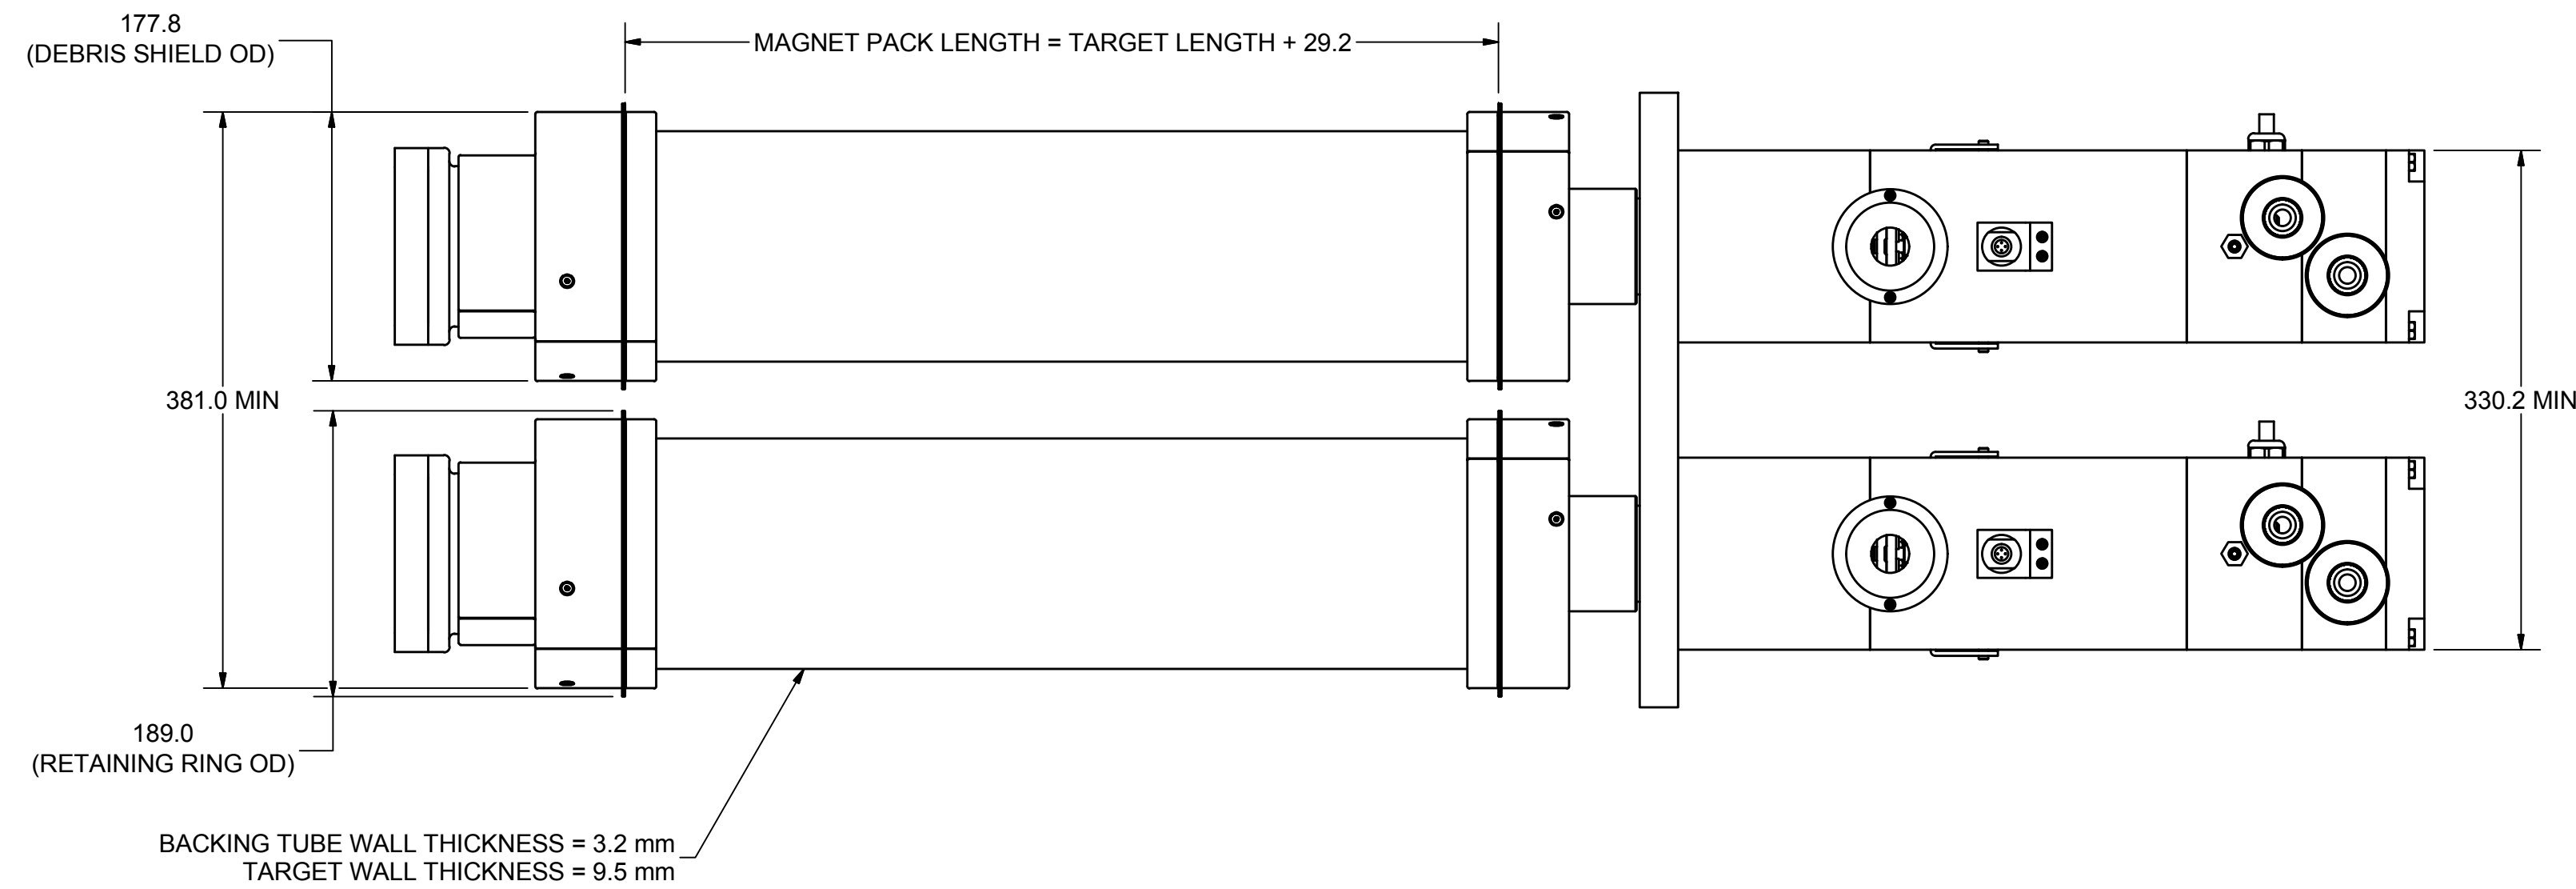 177.8
(DEBRIS SHIELD OD)
MAGNET PACK LENGTH = TARGET LENGTH + 29.2
381.0 MIN
330.2 MIN
189.0
(RETAINING RING OD)
BACKING TUBE WALL THICKNESS = 3.2 mm
TARGET WALL THICKNESS = 9.5 mm